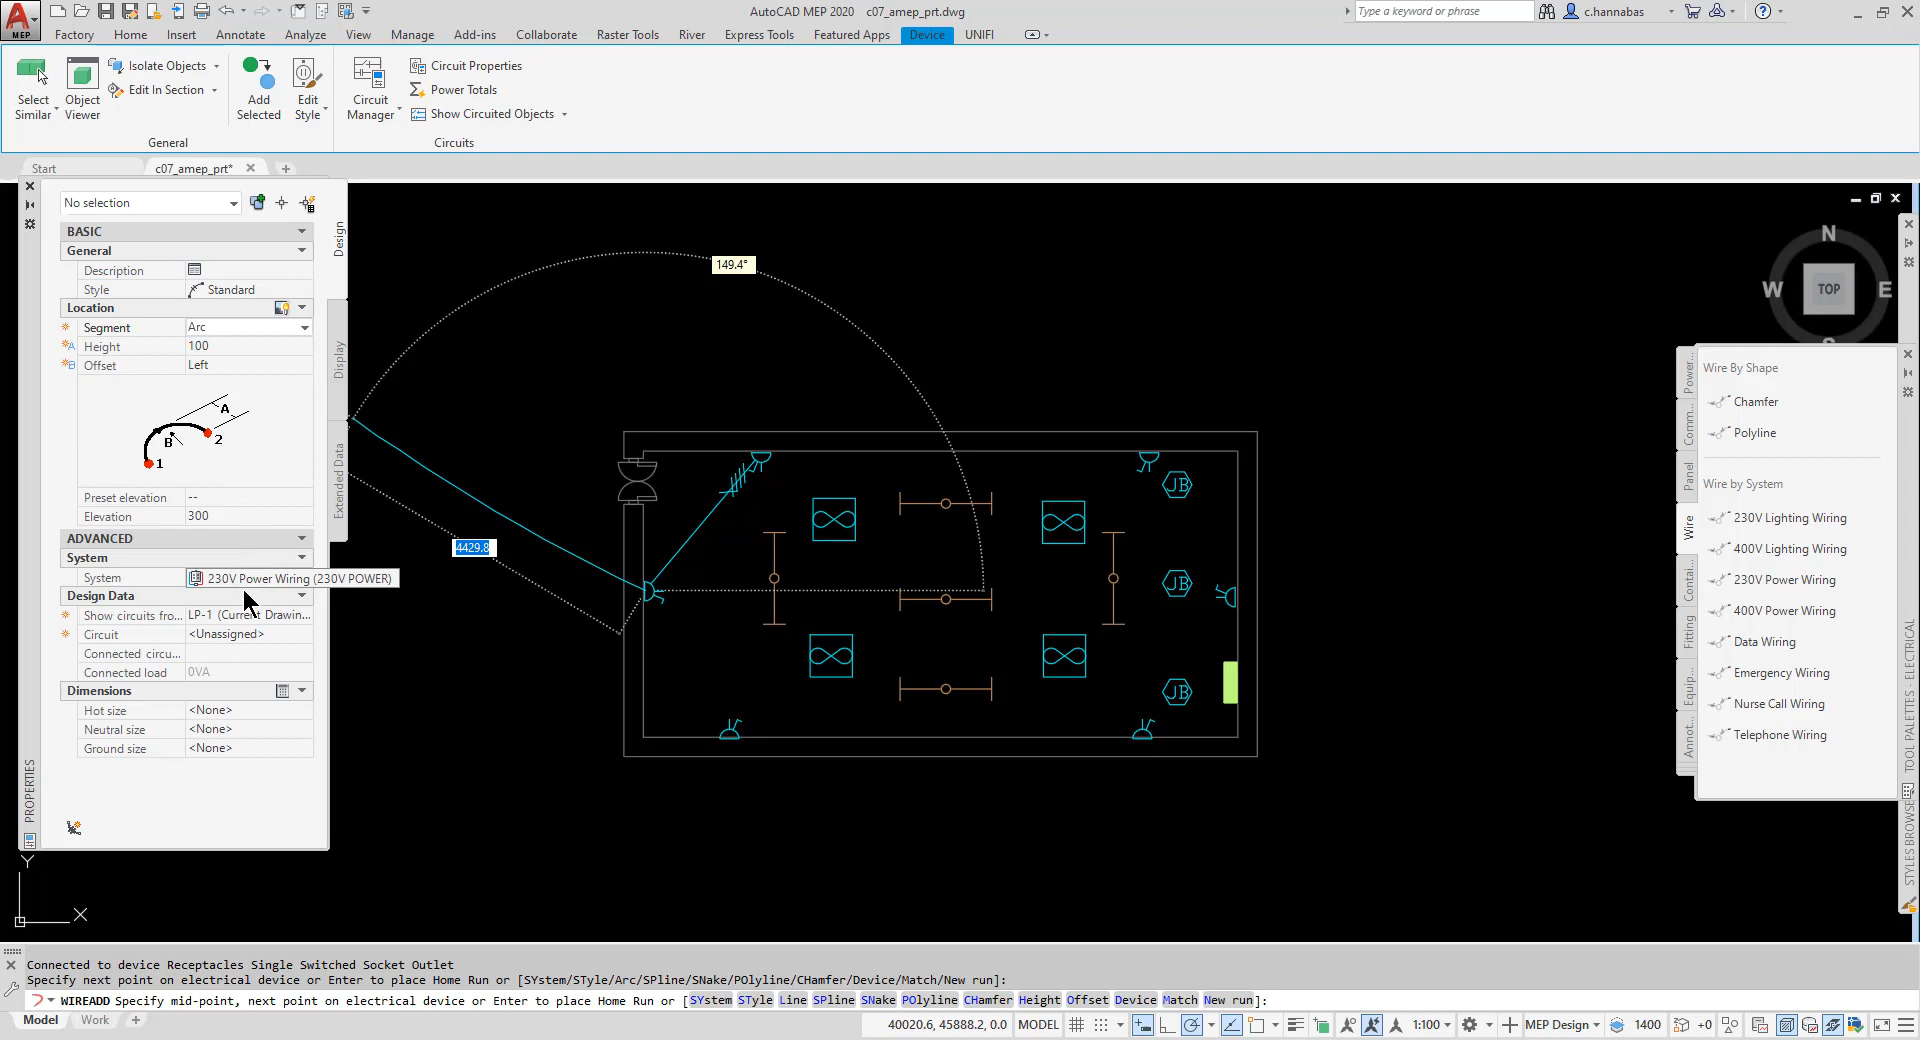 AutoCAD MEP 2020 c07_amep_prt.dwg
Type a keyword or phrase
c.hannabas
MEP
Factory Home Insert Annotate Analyze View Manage Add-ins Collaborate Raster Tools River Express Tools Featured Apps Device UNIFI
Select Similar
Object Viewer
Isolate Objects
Edit In Section
Add Selected
Edit Style
Circuit Manager
Circuit Properties
Power Totals
Show Circuited Objects
General
Circuits
Start
c07_amep_prt*
No selection
BASIC
General
Description
Style Standard
Location
Segment Arc
Height 100
Offset Left
A
B
1
2
Preset elevation --
Elevation 300
ADVANCED
System
System 230V Power Wiring (230V POWER)
Design Data
Show circuits fro... LP-1 (Current Drawin...
Circuit <Unassigned>
Connected circu...
Connected load 0VA
Dimensions
Hot size <None>
Neutral size <None>
Ground size <None>
Design
Display
Extended Data
PROPERTIES
149.4°
4429.8
JB
JB
JB
N
W
TOP
E
S
Y
X
Power...
Comm...
Panel
Wire
Contai...
Fitting
Equip...
Annot...
Wire By Shape
Chamfer
Polyline
Wire by System
230V Lighting Wiring
400V Lighting Wiring
230V Power Wiring
400V Power Wiring
Data Wiring
Emergency Wiring
Nurse Call Wiring
Telephone Wiring
TOOL PALETTES - ELECTRICAL
STYLES BROWSE
Connected to device Receptacles Single Switched Socket Outlet
Specify next point on electrical device or Enter to place Home Run or [SYstem/STyle/Arc/SPline/SNake/POlyline/CHamfer/Device/Match/New run]:
WIREADD Specify mid-point, next point on electrical device or Enter to place Home Run or [SYstem STyle Line SPline SNake POlyline CHamfer Height Offset Device Match New run]:
Model Work
40020.6, 45888.2, 0.0 MODEL 1:100 MEP Design 1400 +0